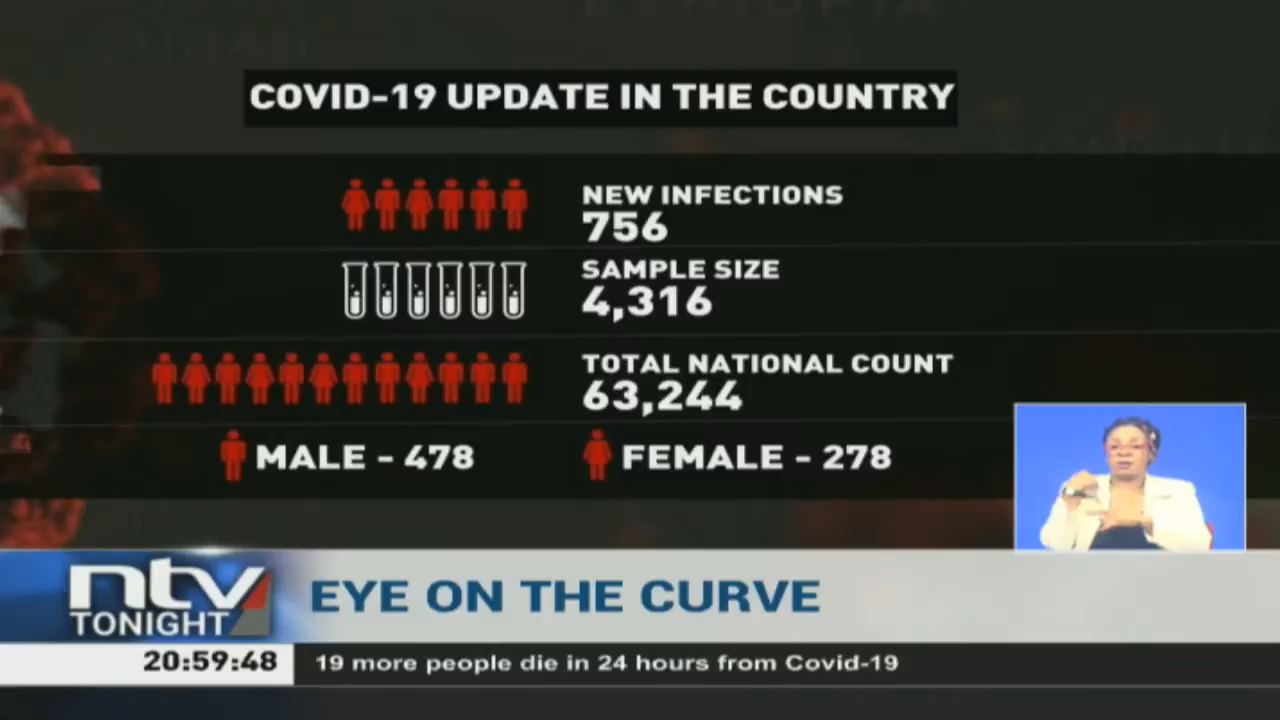 ETHIOPIA
SUDAN
COVID-19 UPDATE IN THE COUNTRY
NEW INFECTIONS
756
SAMPLE SIZE
4,316
TOTAL NATIONAL COUNT
63,244
MALE - 478
FEMALE - 278
ntv
TONIGHT
EYE ON THE CURVE
20:59:48
19 more people die in 24 hours from Covid-19